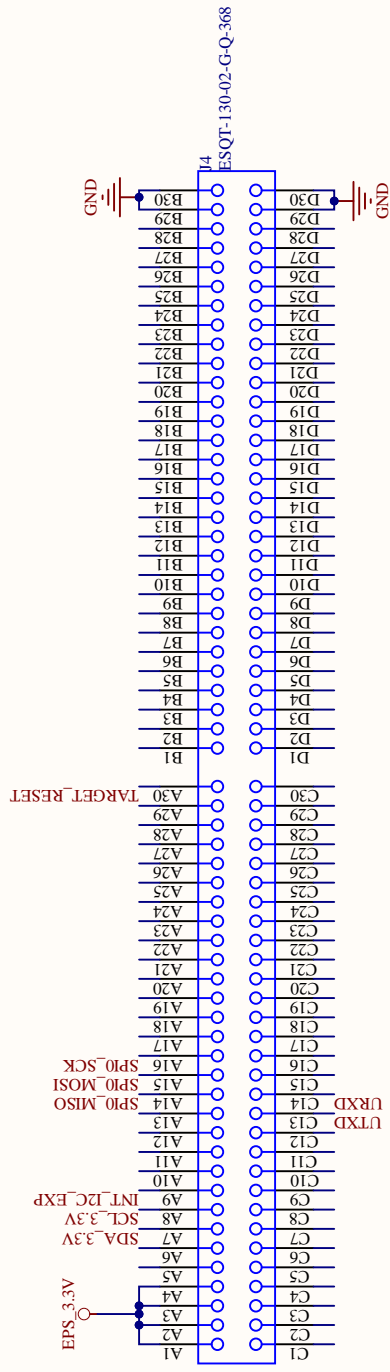 ESQT-130-02-G-Q-368
J4
GND
GND
B30 D30
B29 D29
B28 D28
B27 D27
B26 D26
B25 D25
B24 D24
B23 D23
B22 D22
B21 D21
B20 D20
B19 D19
B18 D18
B17 D17
B16 D16
B15 D15
B14 D14
B13 D13
B12 D12
B11 D11
B10 D10
B9 D9
B8 D8
B7 D7
B6 D6
B5 D5
B4 D4
B3 D3
B2 D2
B1 D1
TARGET_RESET A30 C30
A29 C29
A28 C28
A27 C27
A26 C26
A25 C25
A24 C24
A23 C23
A22 C22
A21 C21
A20 C20
A19 C19
A18 C18
A17 C17
SPI0_SCK A16 C16
SPI0_MOSI A15 C15
SPI0_MISO A14 C14 URXD
A13 C13 UTXD
A12 C12
A11 C11
A10 C10
INT_I2C_EXP A9 C9
SCL_3.3V A8 C8
SDA_3.3V A7 C7
A6 C6
A5 C5
A4 C4
A3 C3
A2 C2
A1 C1
EPS_3.3V